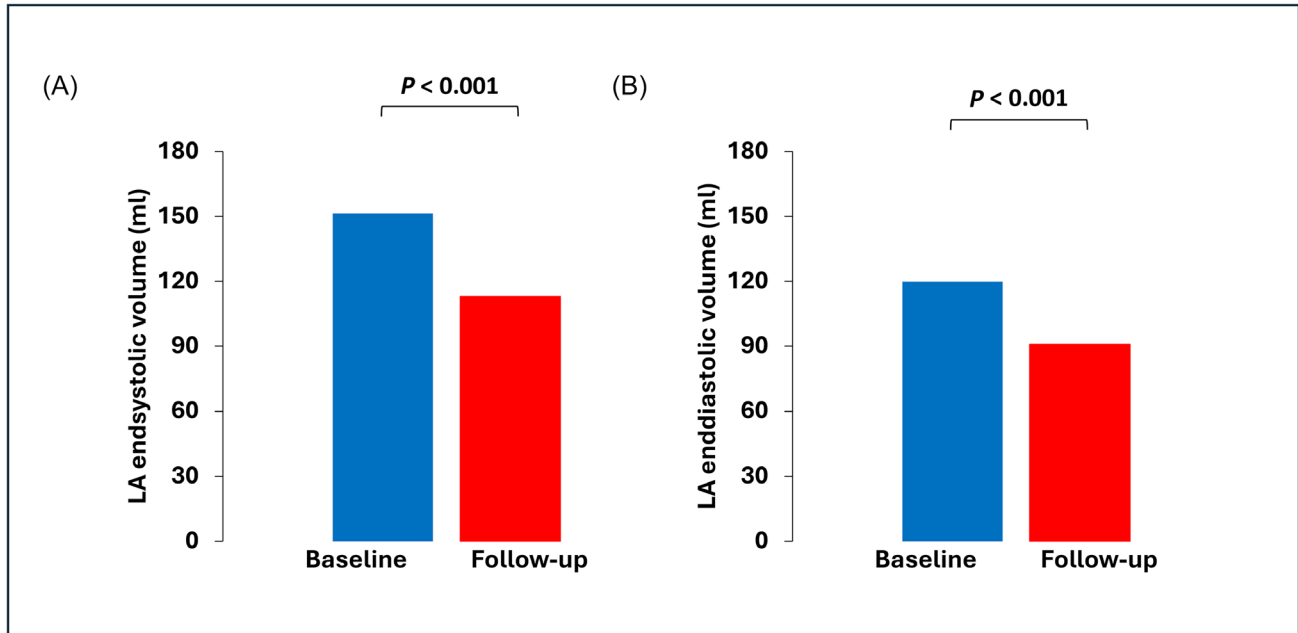 (A)
P < 0.001
LA endsystolic volume (ml)
180
150
120
90
60
30
0
Baseline Follow-up
(B)
P < 0.001
LA enddiastolic volume (ml)
180
150
120
90
60
30
0
Baseline Follow-up